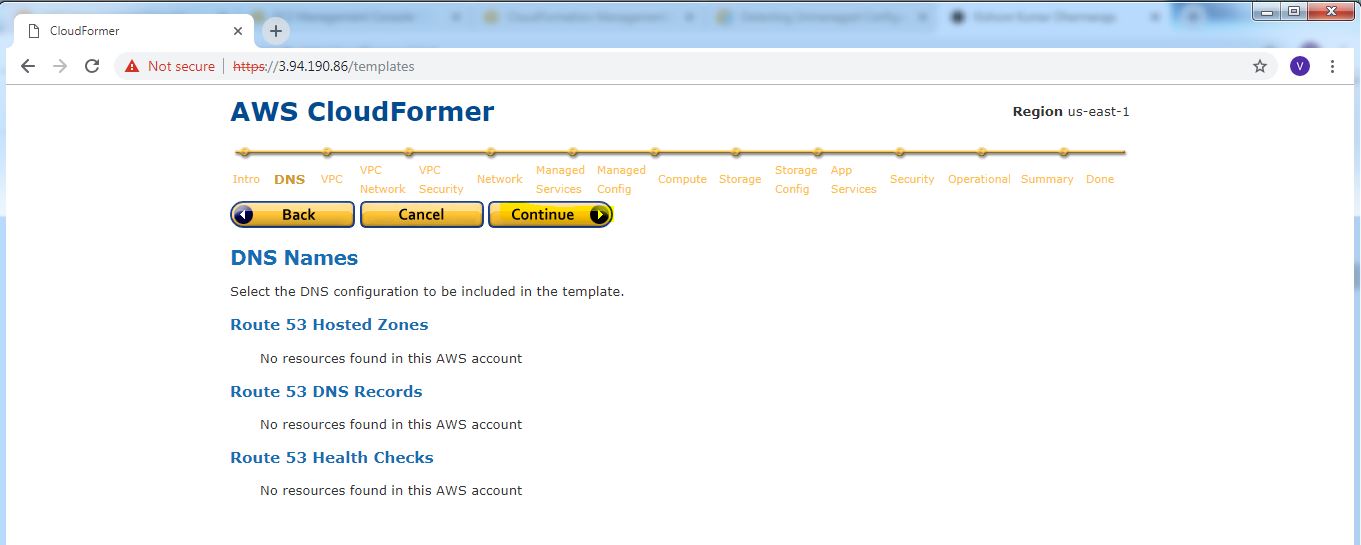 CloudFormer
Not secure | https://3.94.190.86/templates
V
AWS CloudFormer
Region us-east-1
Intro DNS VPC VPC Network VPC Security Network Managed Services Managed Config Compute Storage Storage Config App Services Security Operational Summary Done
Back Cancel Continue
DNS Names
Select the DNS configuration to be included in the template.
Route 53 Hosted Zones
No resources found in this AWS account
Route 53 DNS Records
No resources found in this AWS account
Route 53 Health Checks
No resources found in this AWS account